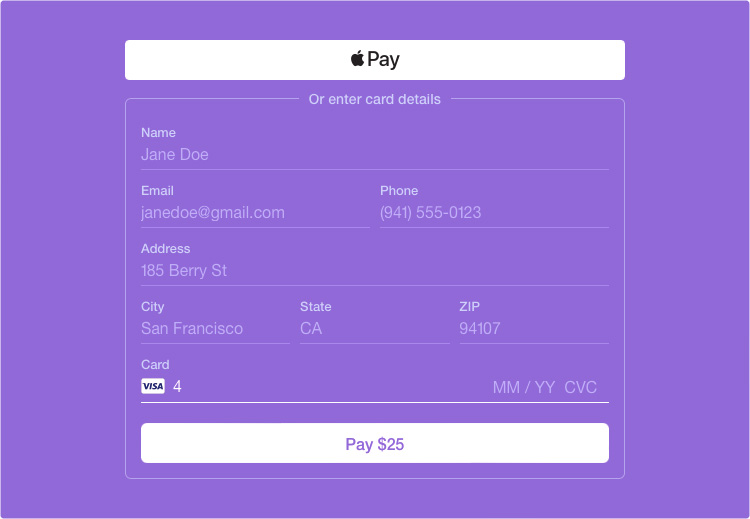 Pay
Or enter card details
Name
Jane Doe
Email Phone
janedoe@gmail.com (941) 555-0123
Address
185 Berry St
City State ZIP
San Francisco CA 94107
Card
VISA 4 MM / YY CVC
Pay $25